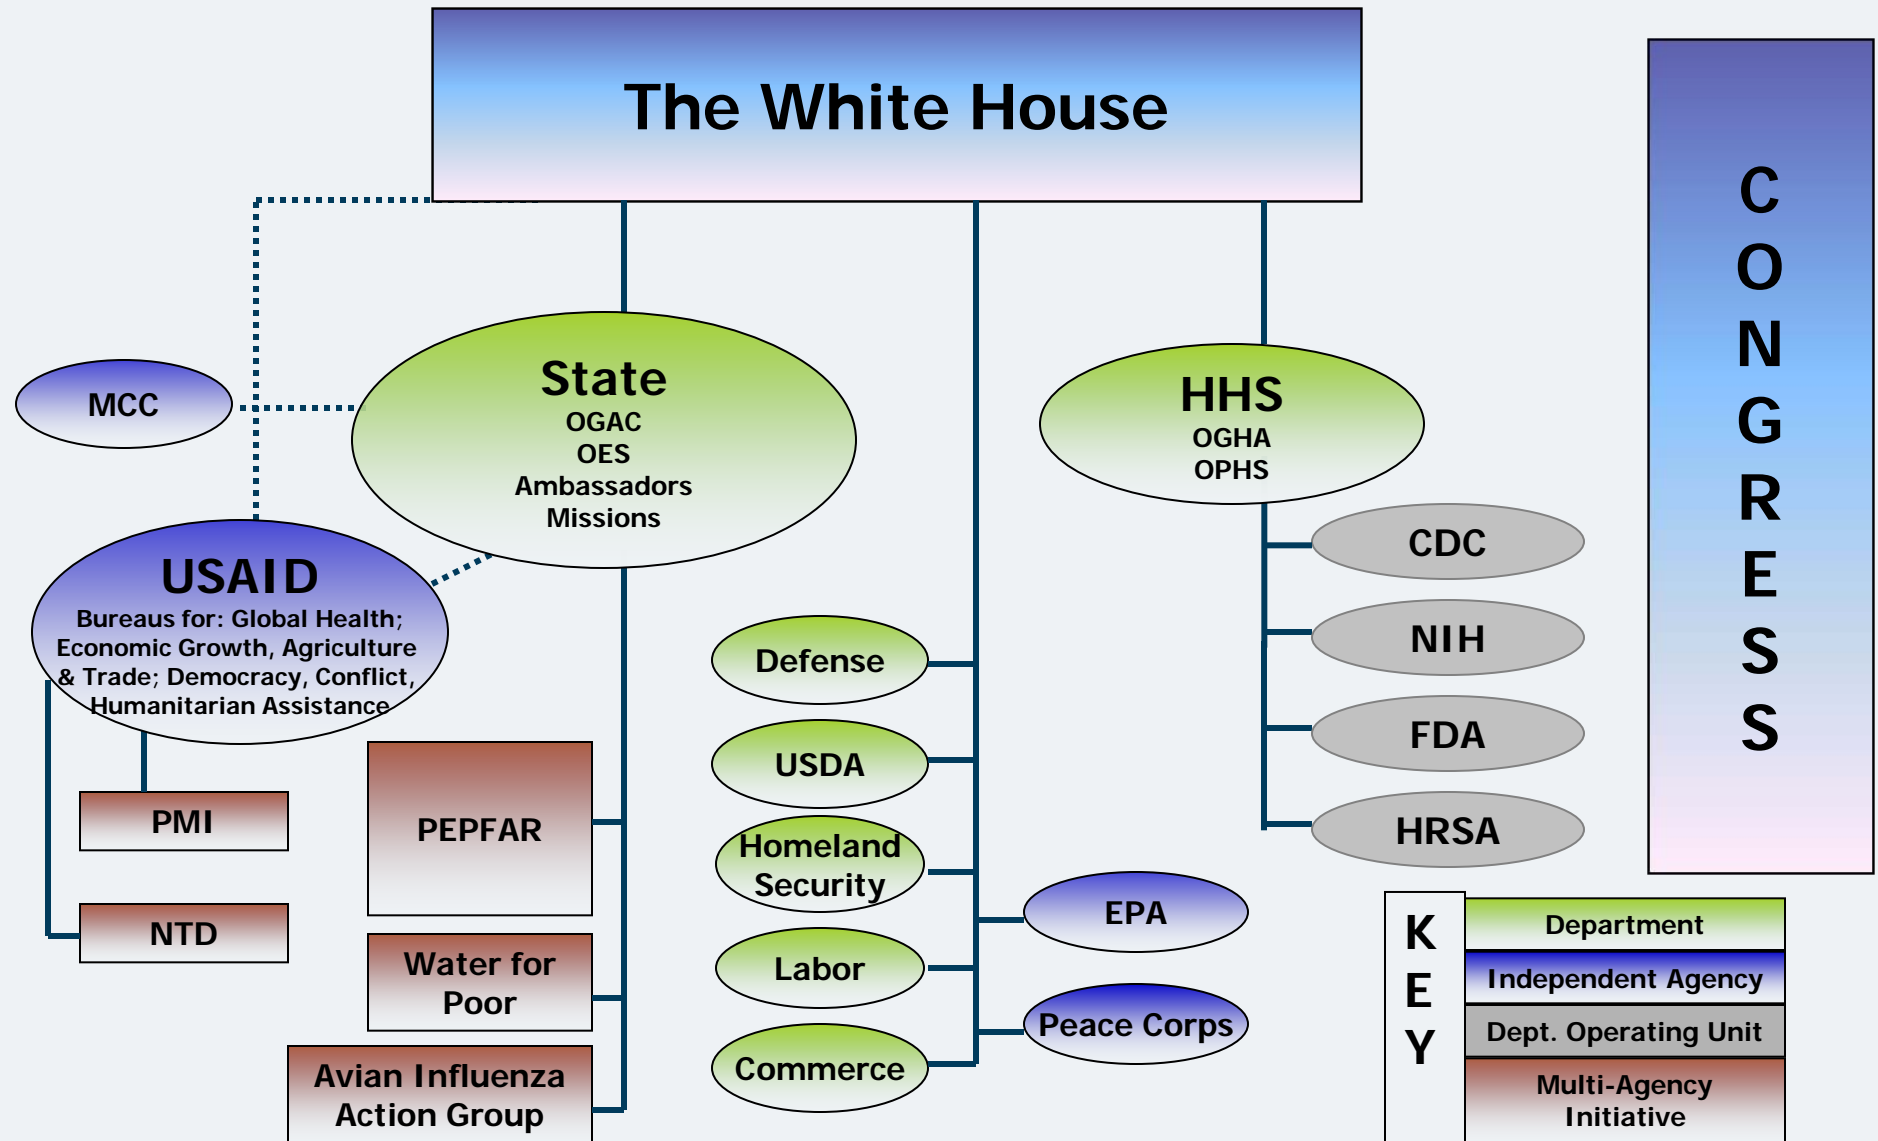 The White House
C
O
N
G
R
E
S
S
MCC
State
OGAC
OES
Ambassadors
Missions
HHS
OGHA
OPHS
USAID
Bureaus for: Global Health;
Economic Growth, Agriculture
& Trade; Democracy, Conflict,
Humanitarian Assistance
PMI
NTD
PEPFAR
Water for
Poor
Avian Influenza
Action Group
Defense
USDA
Homeland
Security
Labor
Commerce
EPA
Peace Corps
CDC
NIH
FDA
HRSA
K
E
Y
Department
Independent Agency
Dept. Operating Unit
Multi-Agency
Initiative